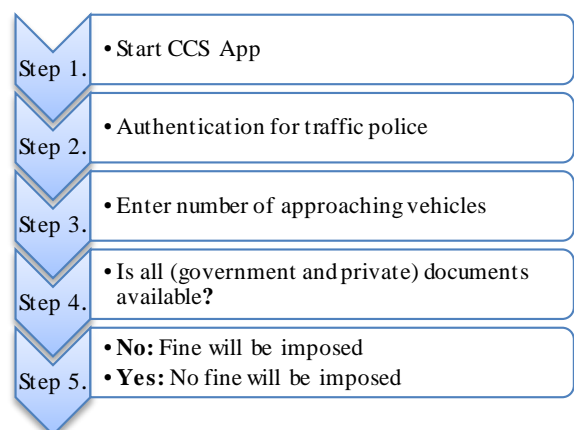 Step 1.
• Start CCS App
Step 2.
• Authentication for traffic police
Step 3.
• Enter number of approaching vehicles
Step 4.
• Is all (government and private) documents
available?
Step 5.
• No: Fine will be imposed
• Yes: No fine will be imposed